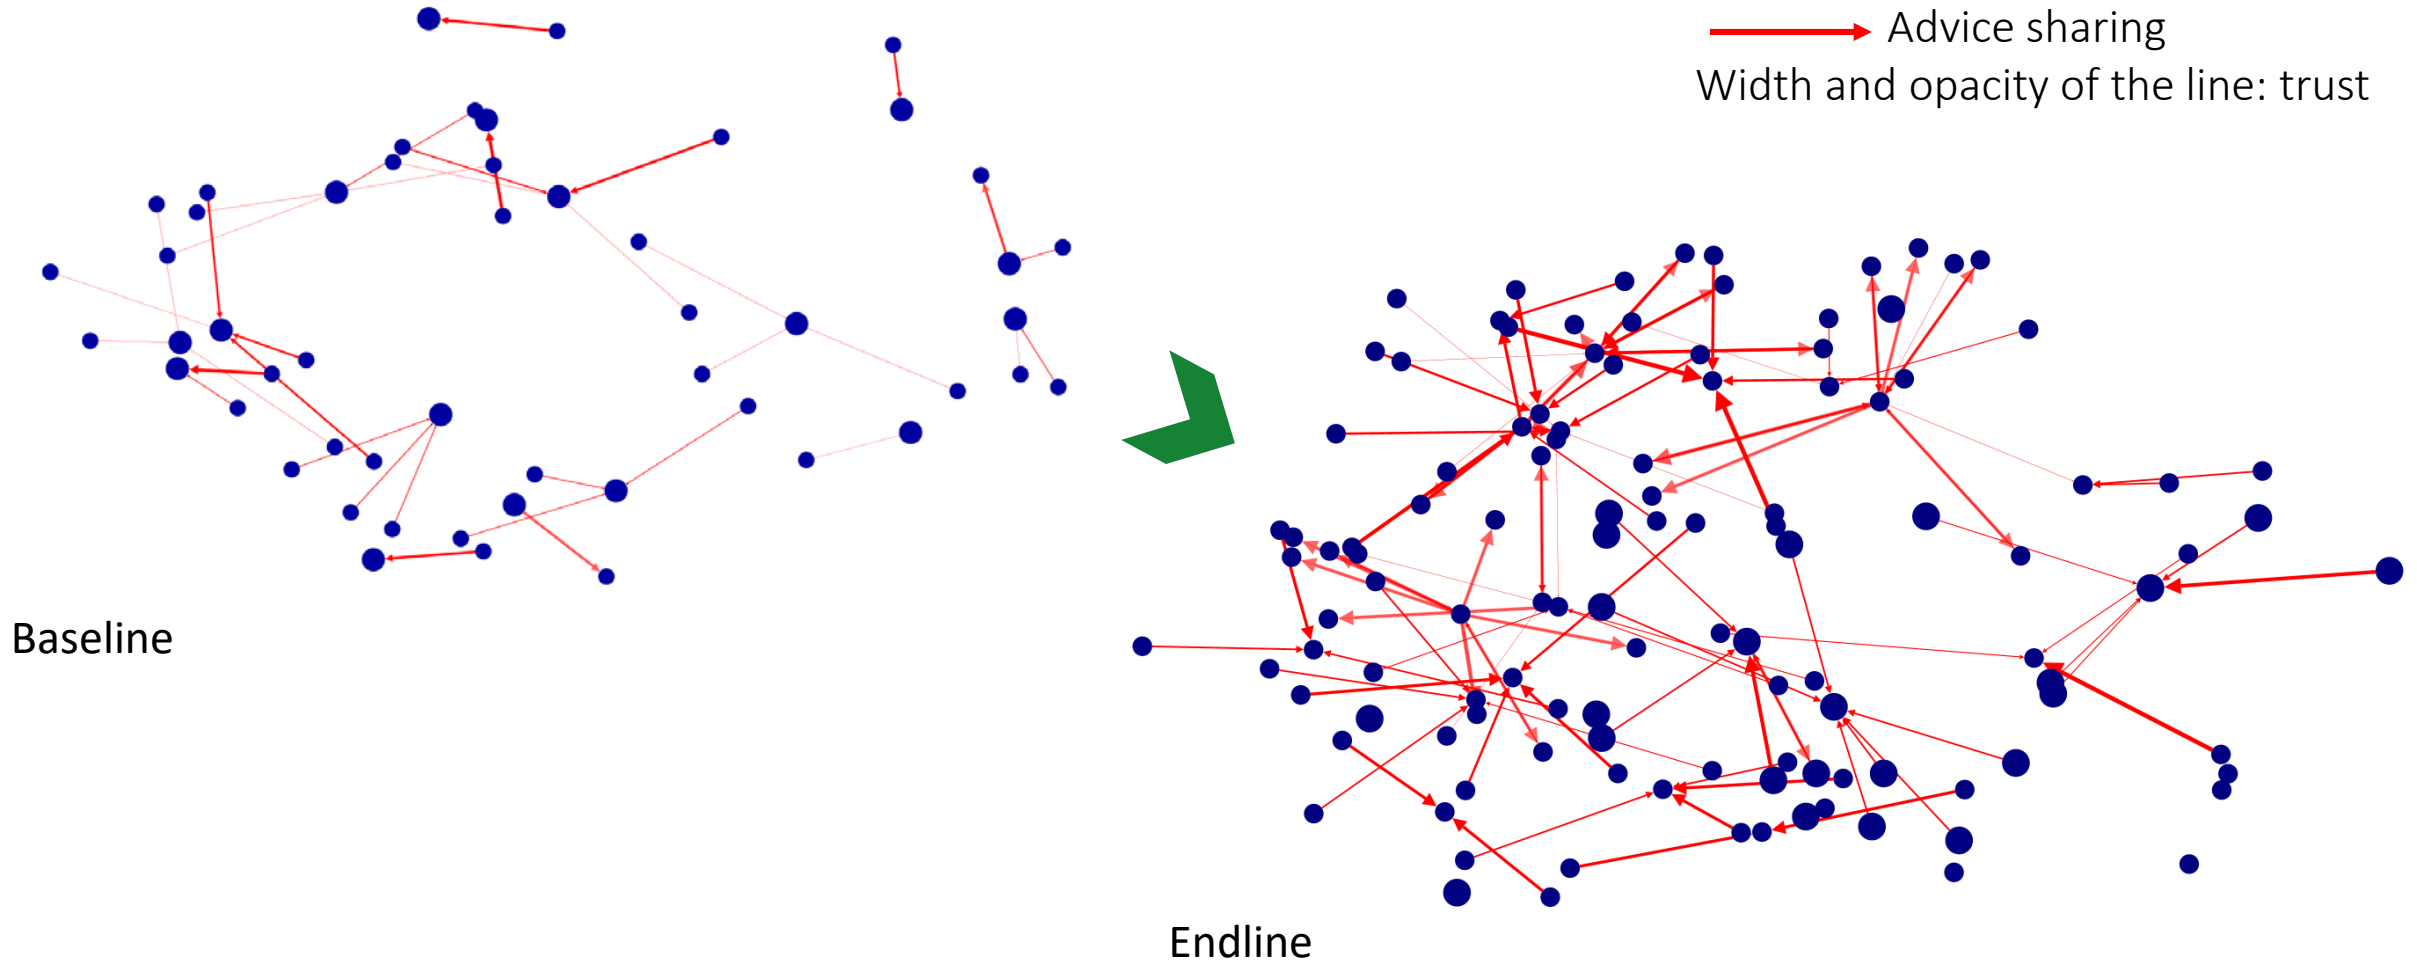 Advice sharing
Width and opacity of the line: trust
Baseline
Endline